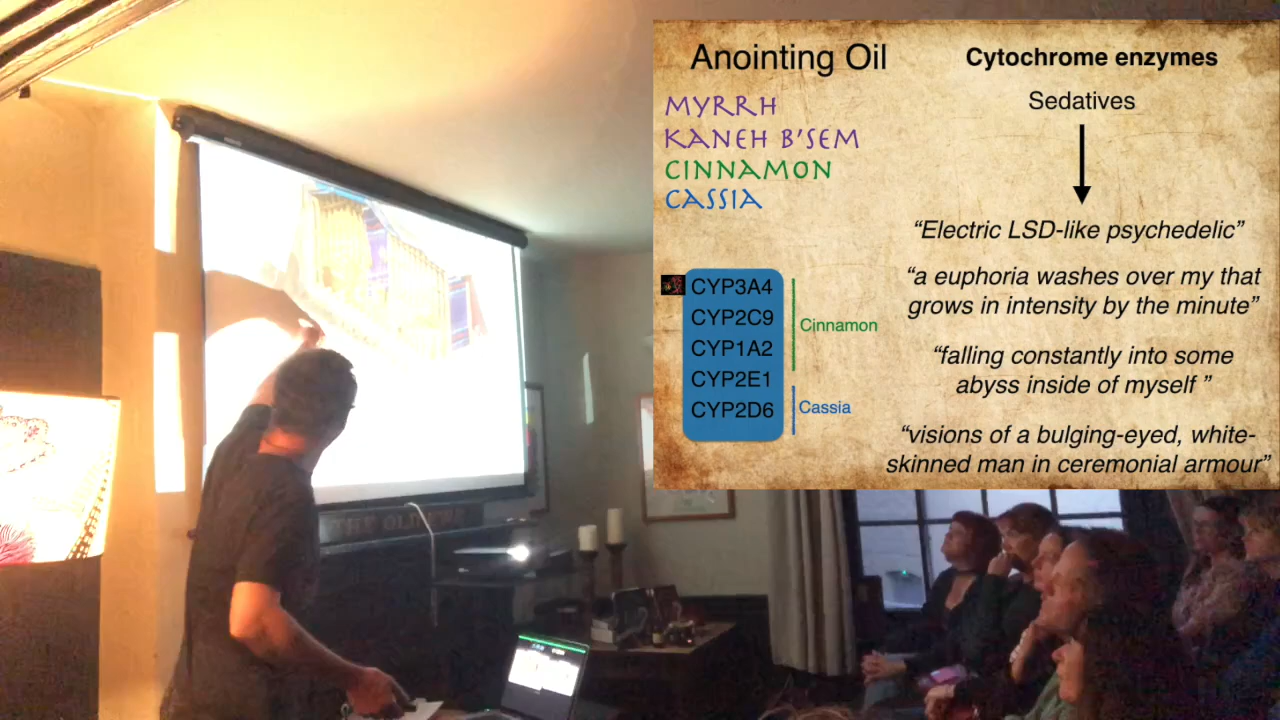 Anointing Oil
MYRRH
KANEH B'SEM
CINNAMON
CASSIA
CYP3A4
CYP2C9
CYP1A2
CYP2E1
CYP2D6
Cinnamon
Cassia
Cytochrome enzymes
Sedatives
“Electric LSD-like psychedelic”
“a euphoria washes over my that
grows in intensity by the minute”
“falling constantly into some
abyss inside of myself ”
“visions of a bulging-eyed, white-
skinned man in ceremonial armour”
THE OLD